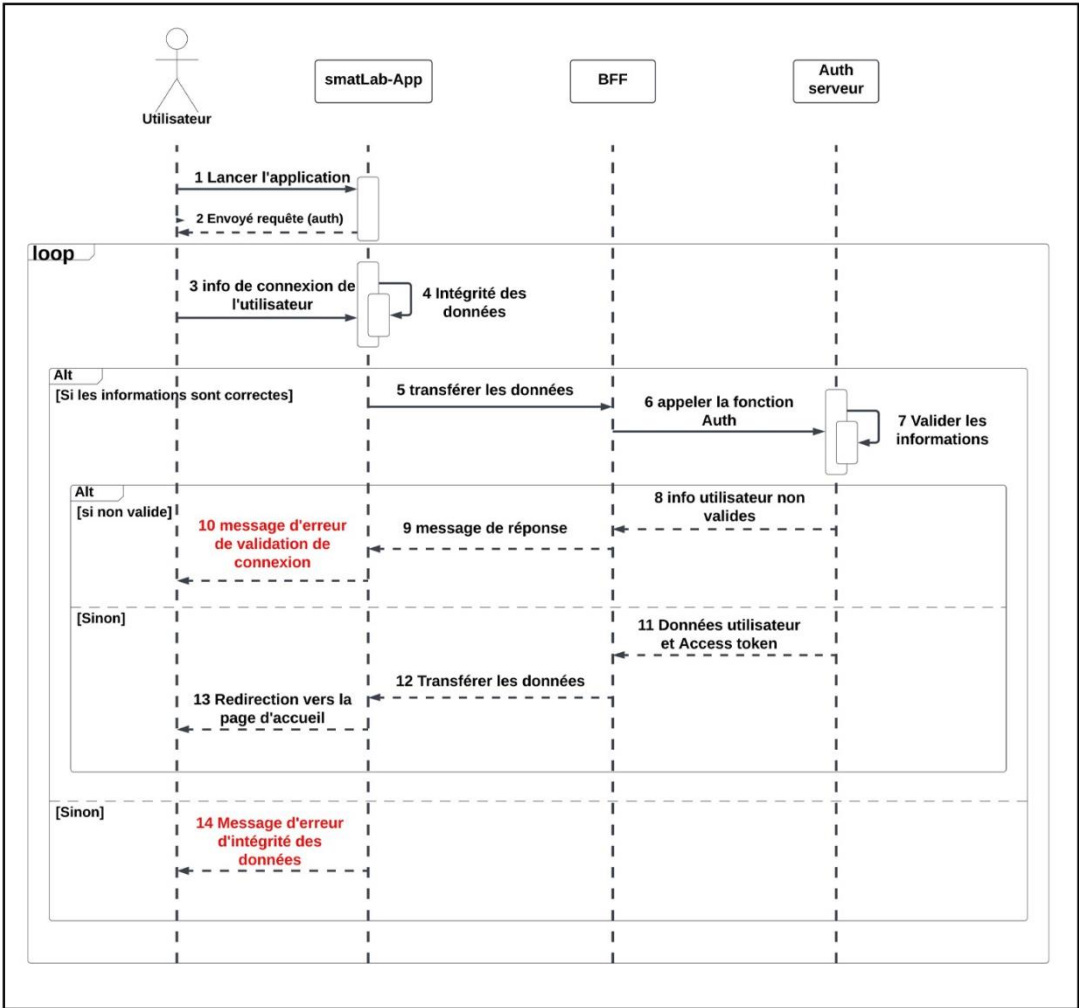 Utilisateur
smatLab-App
BFF
Auth
serveur
1 Lancer l'application
2 Envoyé requête (auth)
loop
3 info de connexion de
l'utilisateur
4 Intégrité des
données
Alt
[Si les informations sont correctes]
5 transférer les données
6 appeler la fonction
Auth
7 Valider les
informations
Alt
[si non valide]
8 info utilisateur non
valides
9 message de réponse
10 message d'erreur
de validation de
connexion
[Sinon]
11 Données utilisateur
et Access token
12 Transférer les données
13 Redirection vers la
page d'accueil
[Sinon]
14 Message d'erreur
d'intégrité des
données